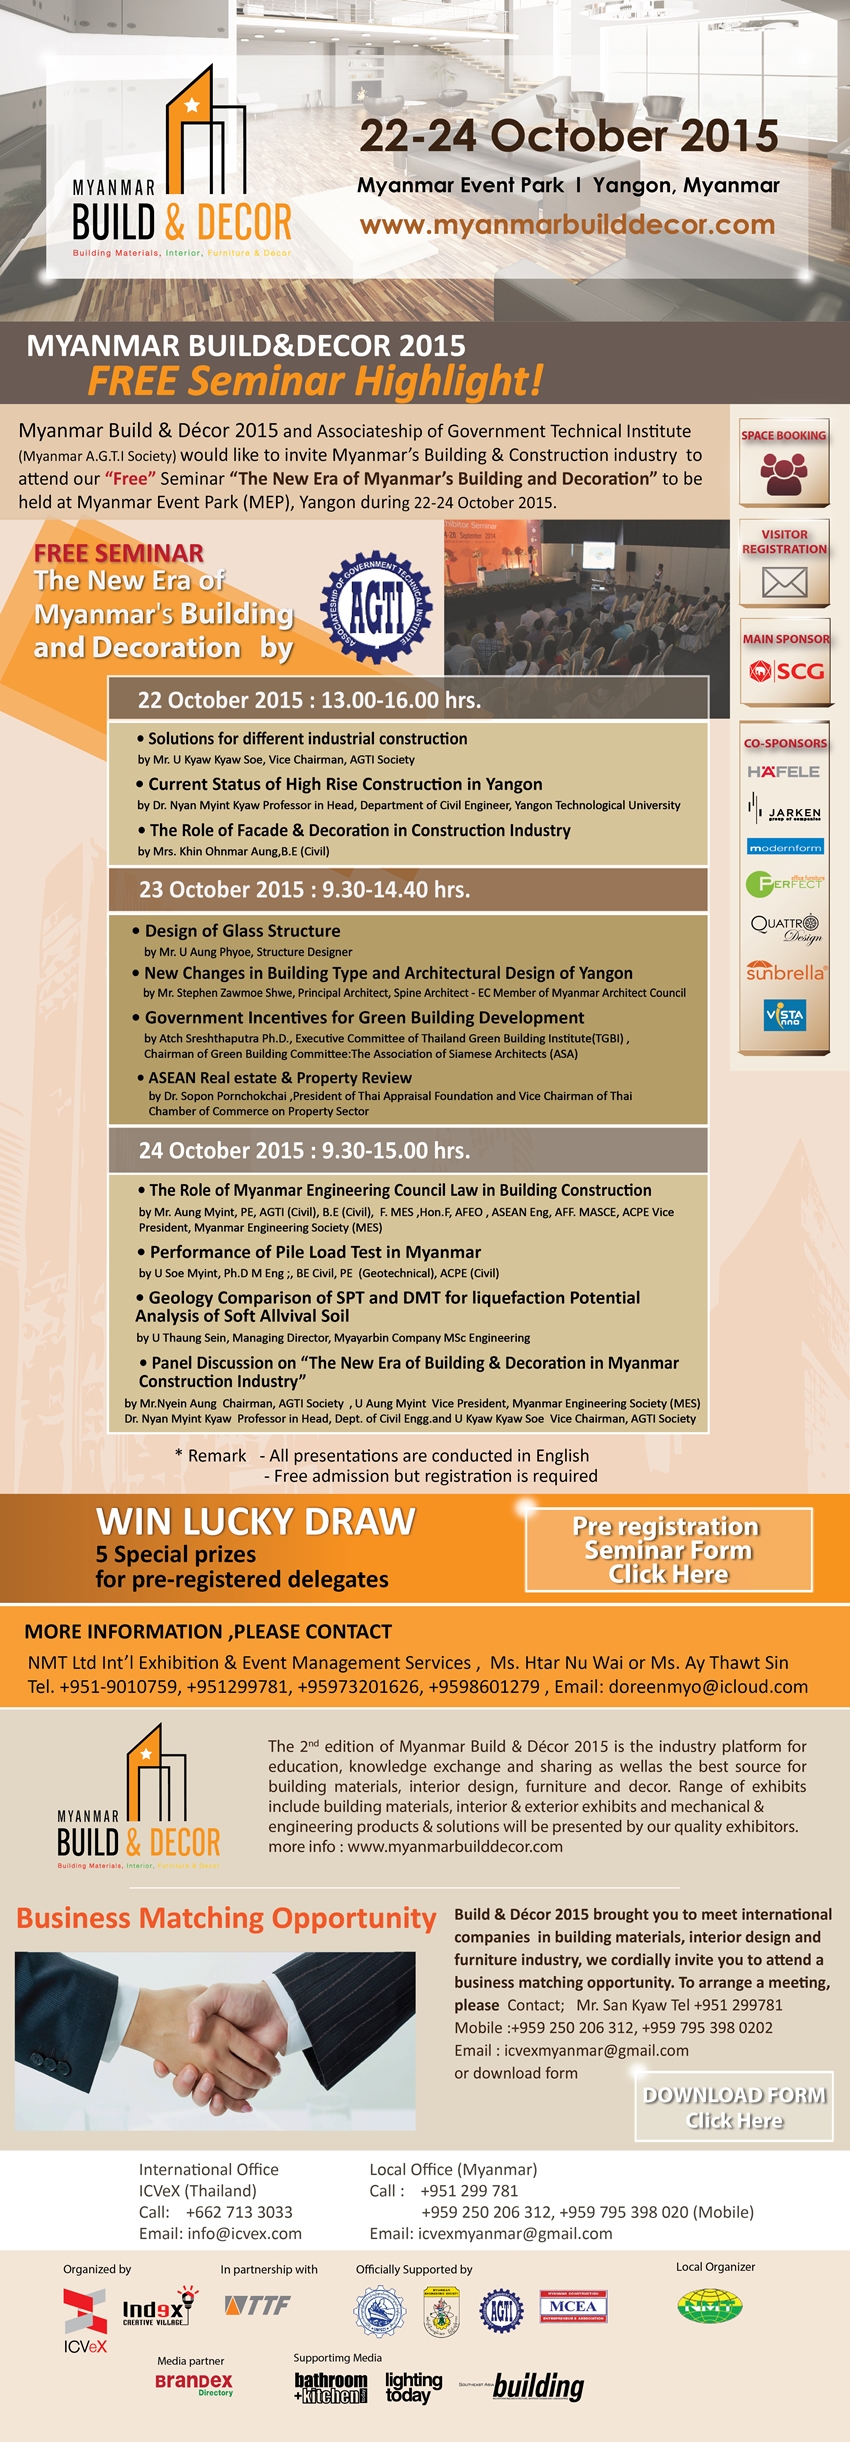 MYANMAR
BUILD & DECOR
Building Materials, Interior, Furniture & Decor
22-24 October 2015
Myanmar Event Park I Yangon, Myanmar
www.myanmarbuilddecor.com
MYANMAR BUILD&DECOR 2015
FREE Seminar Highlight!
Myanmar Build & Décor 2015 and Associateship of Government Technical Institute
(Myanmar A.G.T.I Society) would like to invite Myanmar's Building & Construction industry to
attend our "Free" Seminar "The New Era of Myanmar's Building and Decoration" to be
held at Myanmar Event Park (MEP), Yangon during 22-24 October 2015.
SPACE BOOKING
VISITOR
REGISTRATION
MAIN SPONSOR
SCG
CO-SPONSORS
HÄFELE
JARKEN
group of companies
modernform
office furniture
PERFECT
QUATTRO
Design
sunbrella
VISTA
INNO
FREE SEMINAR
The New Era of
Myanmar's Building
and Decoration by
ASSOCIATESHIP OF GOVERNMENT TECHNICAL INSTITUTE
AGTI
hibitor Seminar
September 2014
22 October 2015 : 13.00-16.00 hrs.
• Solutions for different industrial construction
by Mr. U Kyaw Kyaw Soe, Vice Chairman, AGTI Society
• Current Status of High Rise Construction in Yangon
by Dr. Nyan Myint Kyaw Professor in Head, Department of Civil Engineer, Yangon Technological University
• The Role of Facade & Decoration in Construction Industry
by Mrs. Khin Ohnmar Aung,B.E (Civil)
23 October 2015 : 9.30-14.40 hrs.
• Design of Glass Structure
by Mr. U Aung Phyoe, Structure Designer
• New Changes in Building Type and Architectural Design of Yangon
by Mr. Stephen Zawmoe Shwe, Principal Architect, Spine Architect - EC Member of Myanmar Architect Council
• Government Incentives for Green Building Development
by Atch Sreshthaputra Ph.D., Executive Committee of Thailand Green Building Institute(TGBI) ,
Chairman of Green Building Committee:The Association of Siamese Architects (ASA)
• ASEAN Real estate & Property Review
by Dr. Sopon Pornchokchai ,President of Thai Appraisal Foundation and Vice Chairman of Thai
Chamber of Commerce on Property Sector
24 October 2015 : 9.30-15.00 hrs.
• The Role of Myanmar Engineering Council Law in Building Construction
by Mr. Aung Myint, PE, AGTI (Civil), B.E (Civil), F. MES ,Hon.F, AFEO , ASEAN Eng, AFF. MASCE, ACPE Vice
President, Myanmar Engineering Society (MES)
• Performance of Pile Load Test in Myanmar
by U Soe Myint, Ph.D M Eng ;, BE Civil, PE (Geotechnical), ACPE (Civil)
• Geology Comparison of SPT and DMT for liquefaction Potential
Analysis of Soft Allvival Soil
by U Thaung Sein, Managing Director, Myayarbin Company MSc Engineering
• Panel Discussion on "The New Era of Building & Decoration in Myanmar
Construction Industry"
by Mr.Nyein Aung Chairman, AGTI Society , U Aung Myint Vice President, Myanmar Engineering Society (MES)
Dr. Nyan Myint Kyaw Professor in Head, Dept. of Civil Engg.and U Kyaw Kyaw Soe Vice Chairman, AGTI Society
* Remark - All presentations are conducted in English
- Free admission but registration is required
WIN LUCKY DRAW
5 Special prizes
for pre-registered delegates
Pre registration
Seminar Form
Click Here
MORE INFORMATION ,PLEASE CONTACT
NMT Ltd Int'l Exhibition & Event Management Services , Ms. Htar Nu Wai or Ms. Ay Thawt Sin
Tel. +951-9010759, +951299781, +95973201626, +9598601279 , Email: doreenmyo@icloud.com
MYANMAR
BUILD & DECOR
Building Materials, Interior, Furniture & Decor
The 2nd edition of Myanmar Build & Décor 2015 is the industry platform for
education, knowledge exchange and sharing as wellas the best source for
building materials, interior design, furniture and decor. Range of exhibits
include building materials, interior & exterior exhibits and mechanical &
engineering products & solutions will be presented by our quality exhibitors.
more info : www.myanmarbuilddecor.com
Business Matching Opportunity
Build & Décor 2015 brought you to meet international
companies in building materials, interior design and
furniture industry, we cordially invite you to attend a
business matching opportunity. To arrange a meeting,
please Contact; Mr. San Kyaw Tel +951 299781
Mobile :+959 250 206 312, +959 795 398 0202
Email : icvexmyanmar@gmail.com
or download form
DOWNLOAD FORM
Click Here
International Office
ICVeX (Thailand)
Call: +662 713 3033
Email: info@icvex.com
Local Office (Myanmar)
Call : +951 299 781
+959 250 206 312, +959 795 398 020 (Mobile)
Email: icvexmyanmar@gmail.com
Organized by
ICVeX
Index
CREATIVE VILLAGE
In partnership with
TTF
Officially Supported by
AGTI
MCEA
Local Organizer
NMT
Media partner
BRANDEX
Directory
Supportimg Media
bathroom
+kitchen
lighting
today
SOUTHEAST ASIA building